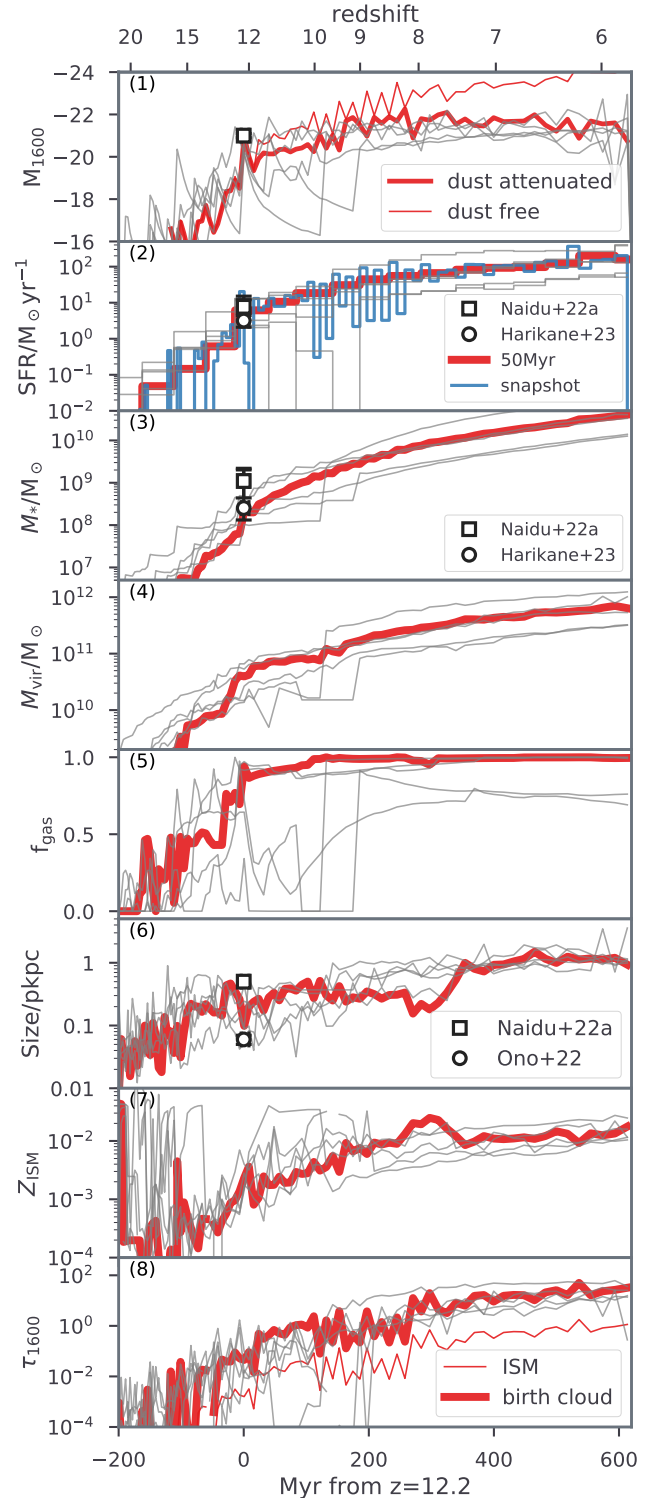 redshift
20 15 12 10 9 8 7 6
(1)
M1600
−24
−22
−20
−18
−16
dust attenuated
dust free
(2)
SFR/M⊙yr⁻¹
10²
10¹
10⁰
10⁻¹
10⁻²
Naidu+22a
Harikane+23
50Myr
snapshot
(3)
M*/M⊙
10¹⁰
10⁹
10⁸
10⁷
Naidu+22a
Harikane+23
(4)
Mvir/M⊙
10¹²
10¹¹
10¹⁰
(5)
fgas
1.0
0.5
0.0
(6)
Size/pkpc
1
0.1
0.01
Naidu+22a
Ono+22
(7)
ZISM
10⁻²
10⁻³
10⁻⁴
(8)
τ1600
10²
10⁰
10⁻²
10⁻⁴
ISM
birth cloud
−200 0 200 400 600
Myr from z=12.2